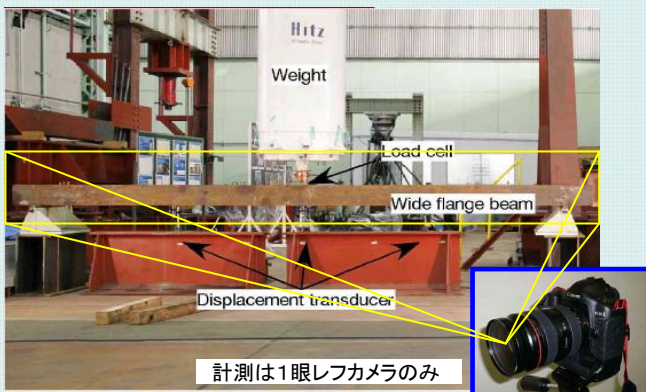 Hitz
Weight
Load cell
Wide flange beam
Displacement transducer
計測は1眼レフカメラのみ
Canon